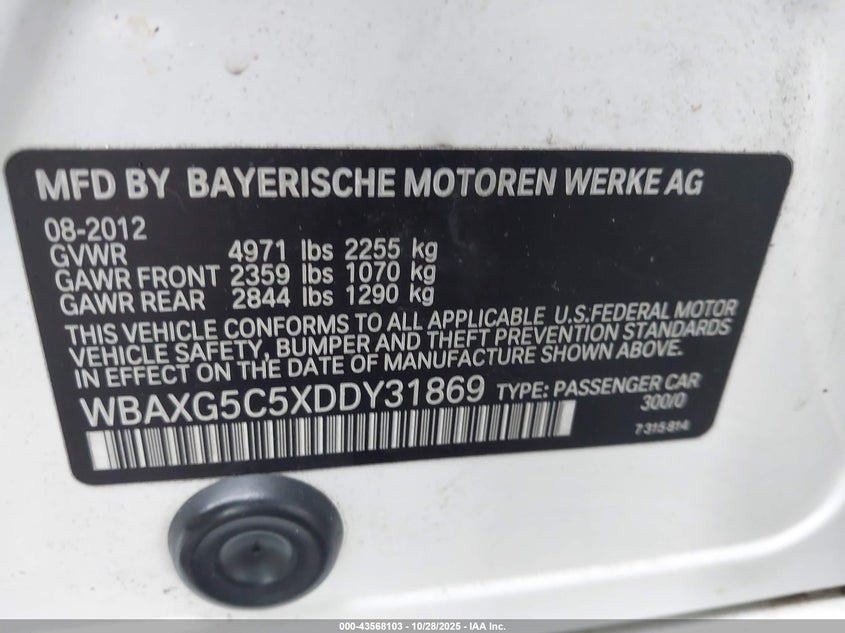 MFD BY BAYERISCHE MOTOREN WERKE AG
08-2012
GVWR 4971 lbs 2255 kg
GAWR FRONT 2359 lbs 1070 kg
GAWR REAR 2844 lbs 1290 kg
THIS VEHICLE CONFORMS TO ALL APPLICABLE U.S.FEDERAL MOTOR
VEHICLE SAFETY, BUMPER AND THEFT PREVENTION STANDARDS
IN EFFECT ON THE DATE OF MANUFACTURE SHOWN ABOVE.
WBAXG5C5XDDY31869 TYPE: PASSENGER CAR
300/0
7315814
000-43568103 | 10/28/2025 - IAA Inc.